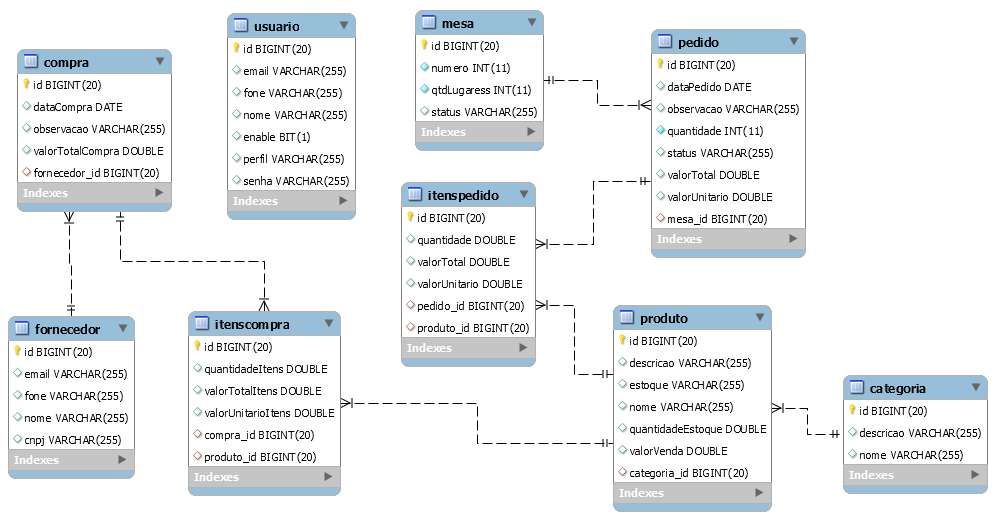 compra
id BIGINT(20)
dataCompra DATE
observacao VARCHAR(255)
valorTotalCompra DOUBLE
fornecedor_id BIGINT(20)
Indexes
usuario
id BIGINT(20)
email VARCHAR(255)
fone VARCHAR(255)
nome VARCHAR(255)
enable BIT(1)
perfil VARCHAR(255)
senha VARCHAR(255)
Indexes
mesa
id BIGINT(20)
numero INT(11)
qtdLugaress INT(11)
status VARCHAR(255)
Indexes
pedido
id BIGINT(20)
dataPedido DATE
observacao VARCHAR(255)
quantidade INT(11)
status VARCHAR(255)
valorTotal DOUBLE
valorUnitario DOUBLE
mesa_id BIGINT(20)
Indexes
itenspedido
id BIGINT(20)
quantidade DOUBLE
valorTotal DOUBLE
valorUnitario DOUBLE
pedido_id BIGINT(20)
produto_id BIGINT(20)
Indexes
fornecedor
id BIGINT(20)
email VARCHAR(255)
fone VARCHAR(255)
nome VARCHAR(255)
cnpj VARCHAR(255)
Indexes
itenscompra
id BIGINT(20)
quantidadeItens DOUBLE
valorTotalItens DOUBLE
valorUnitarioItens DOUBLE
compra_id BIGINT(20)
produto_id BIGINT(20)
Indexes
produto
id BIGINT(20)
descricao VARCHAR(255)
estoque VARCHAR(255)
nome VARCHAR(255)
quantidadeEstoque DOUBLE
valorVenda DOUBLE
categoria_id BIGINT(20)
Indexes
categoria
id BIGINT(20)
descricao VARCHAR(255)
nome VARCHAR(255)
Indexes